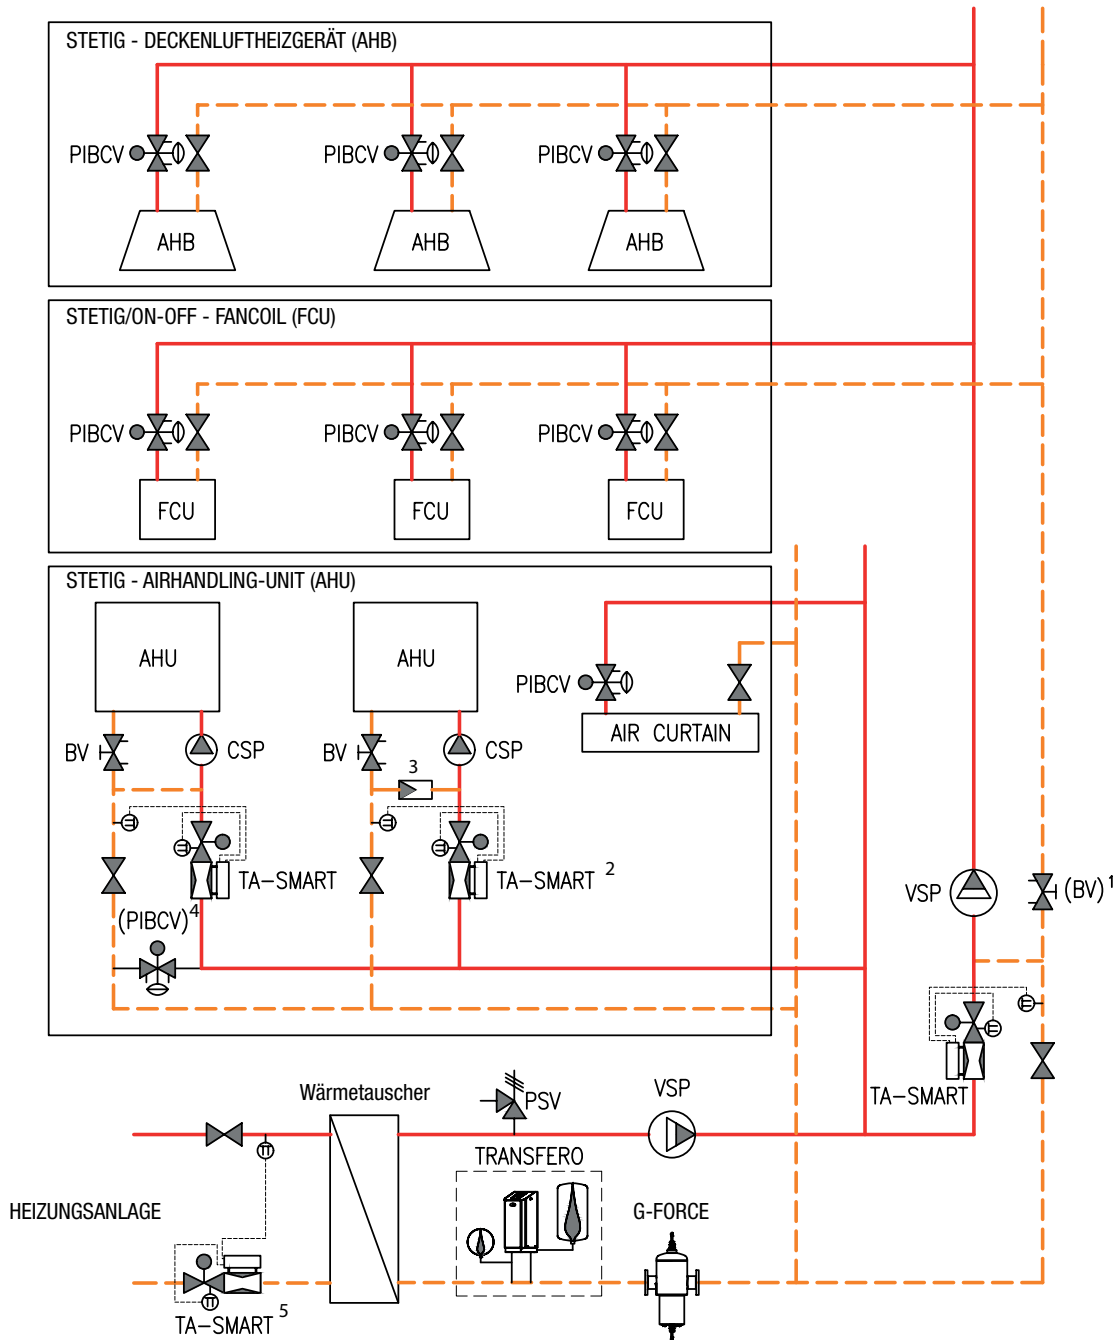 STETIG - DECKENLUFTHEIZGERÄT (AHB)
PIBCV
PIBCV
PIBCV
AHB
AHB
AHB
STETIG/ON-OFF - FANCOIL (FCU)
PIBCV
PIBCV
PIBCV
FCU
FCU
FCU
STETIG - AIRHANDLING-UNIT (AHU)
AHU
AHU
PIBCV
AIR CURTAIN
BV
CSP
BV
CSP
3
TA-SMART
TA-SMART 2
(PIBCV)4
VSP
(BV)1
TA-SMART
Wärmetauscher
PSV
VSP
TRANSFERO
HEIZUNGSANLAGE
G-FORCE
TA-SMART 5